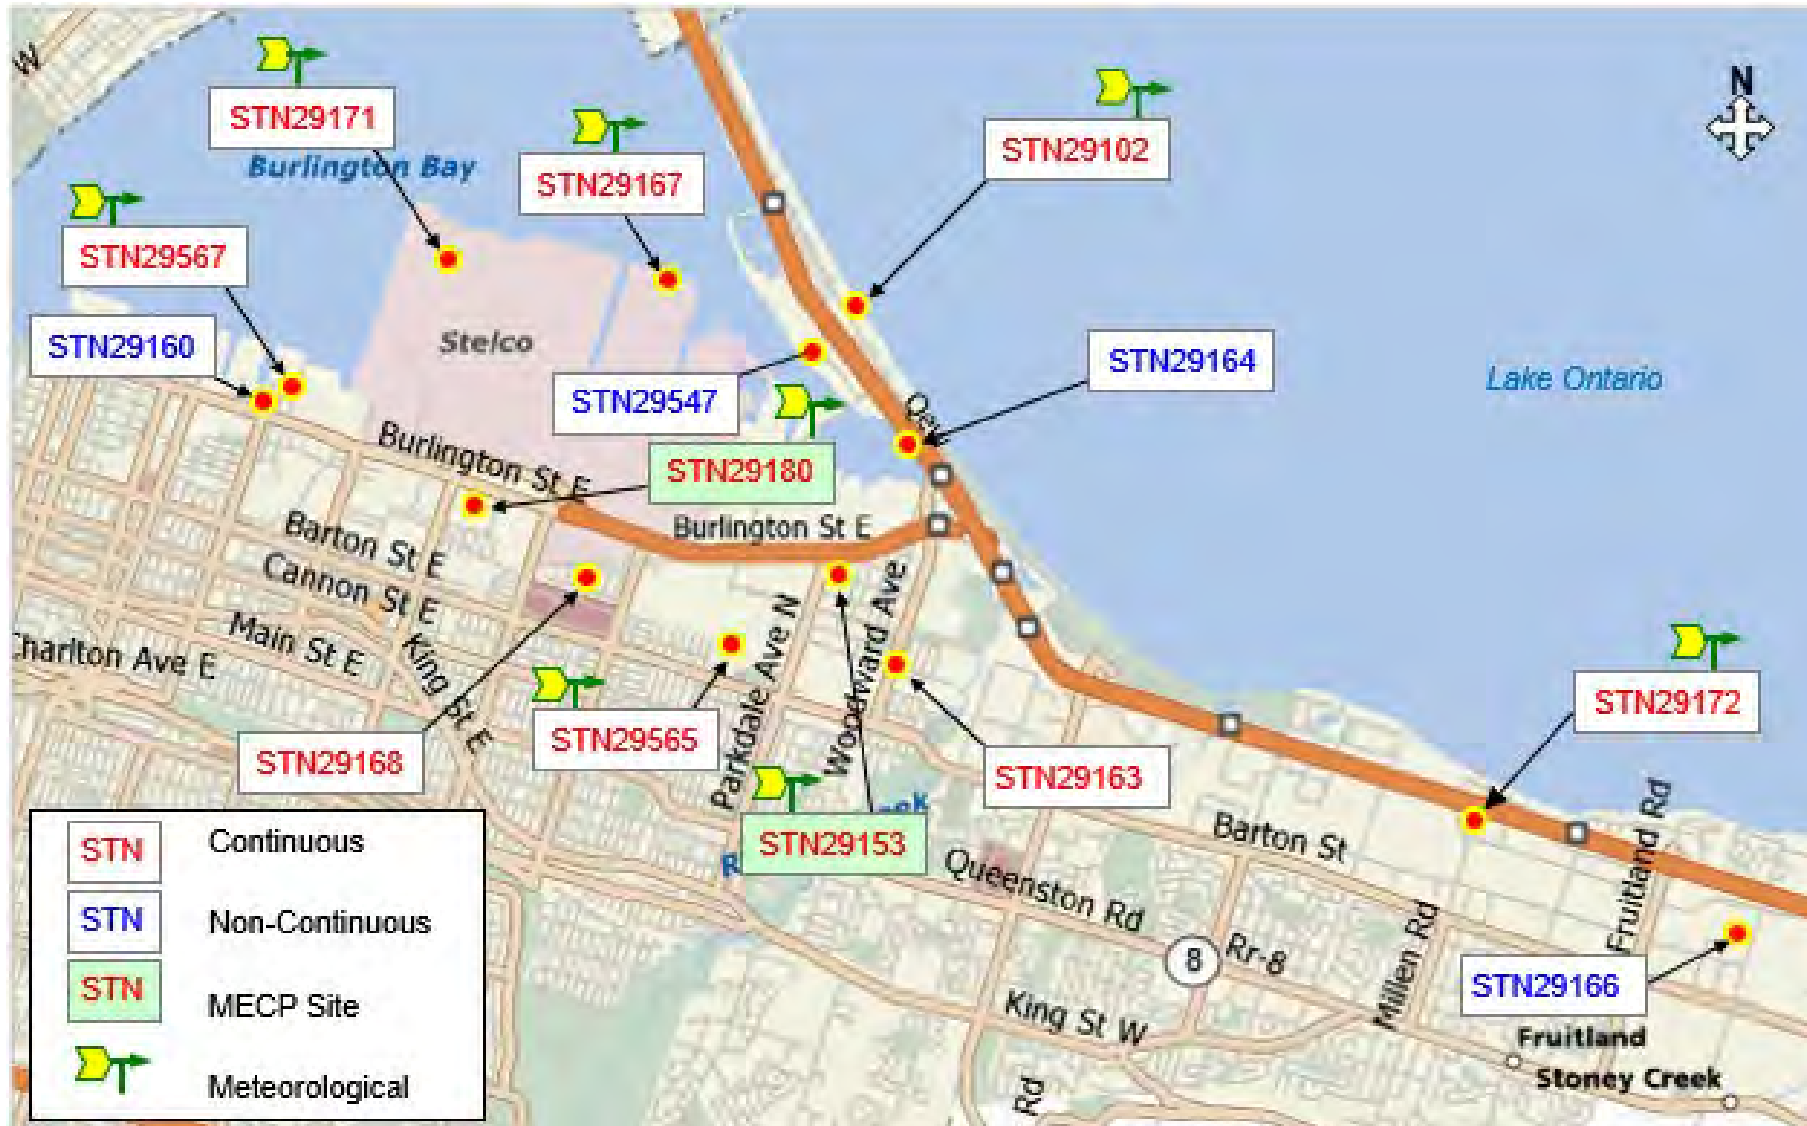 W
N
STN29171
STN29102
Burlington Bay
STN29167
STN29567
STN29160
Stelco
STN29164
Lake Ontario
STN29547
Qew
Burlington St E
STN29180
Burlington St E
Barton St E
Cannon St E
Main St E
Charlton Ave E
King St E
Parkdale Ave N
Woodward Ave
STN29172
STN29565
STN29168
STN29163
STN29153
Barton St
Queenston Rd
Fruitland Rd
Millen Rd
8
Rr-8
STN29166
King St W
Fruitland
Stoney Creek
Rd
STN Continuous
STN Non-Continuous
STN MECP Site
Meteorological